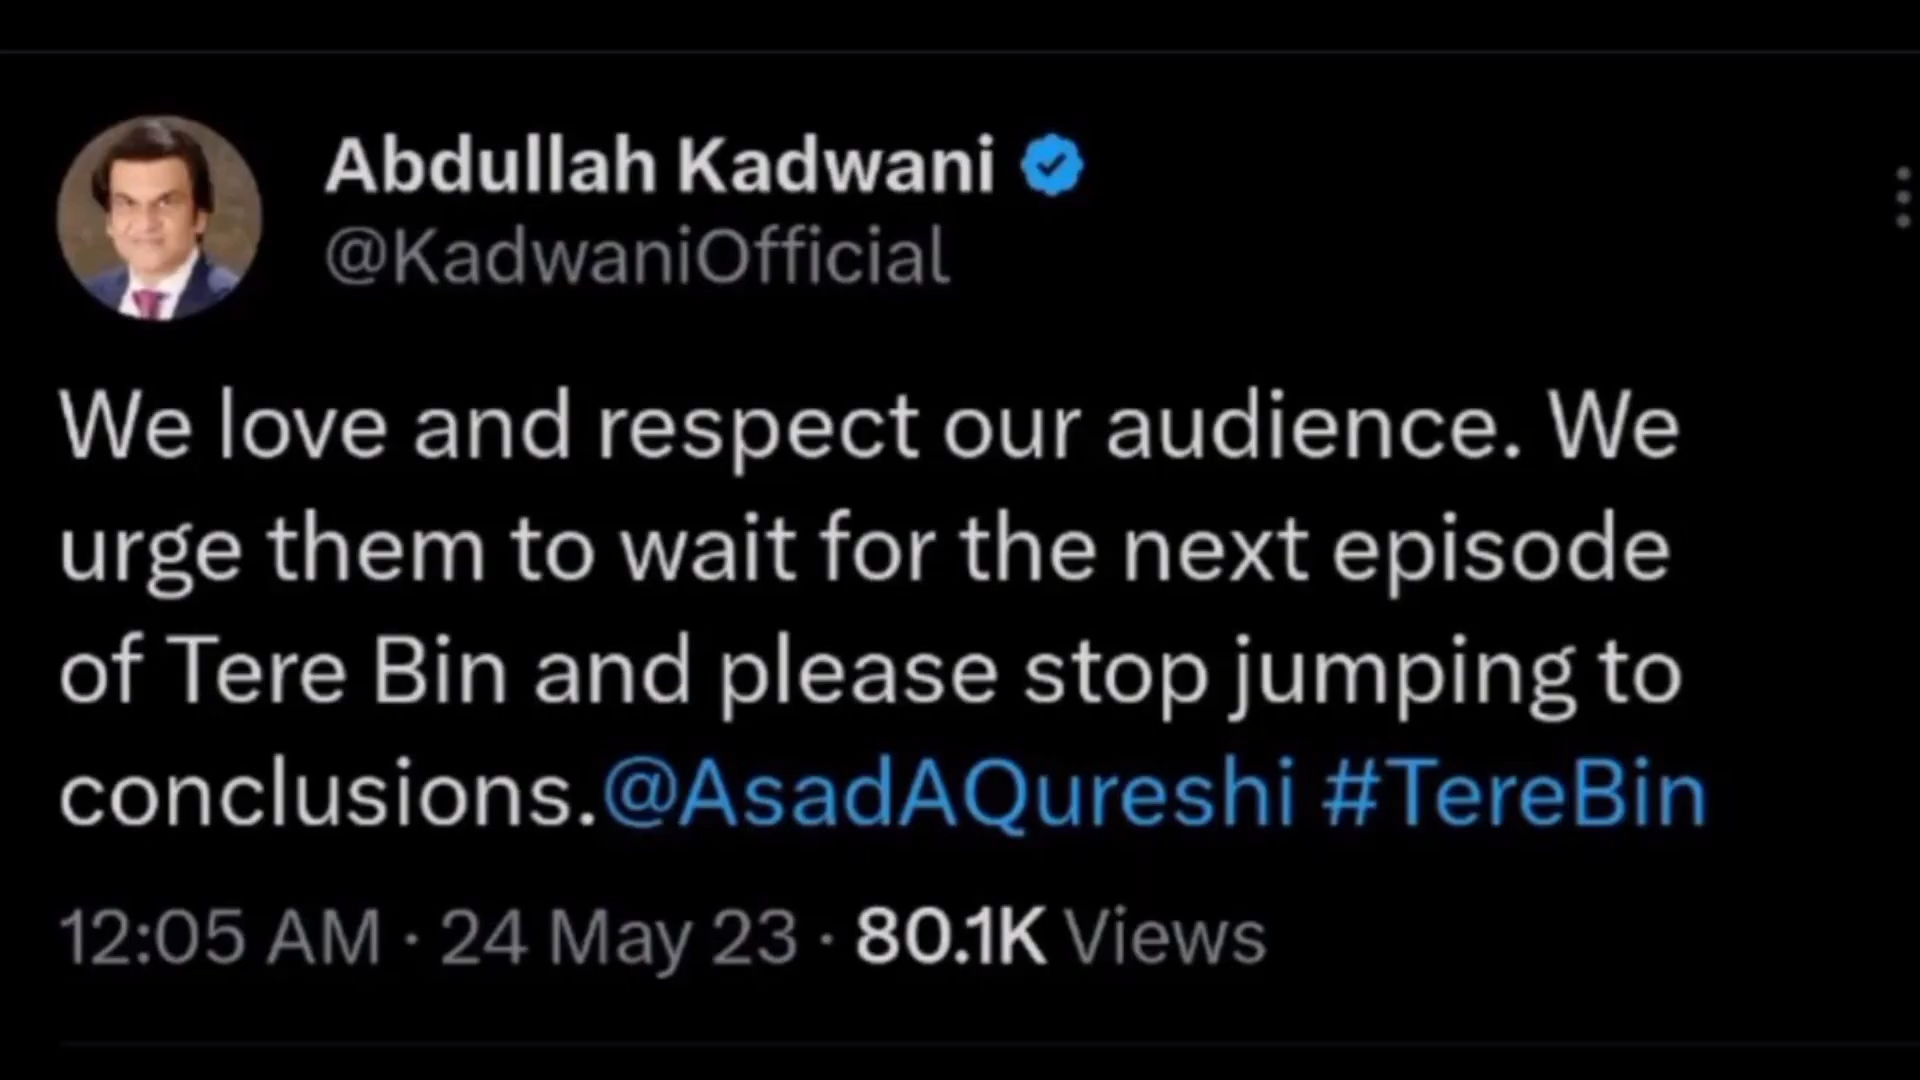 Abdullah Kadwani
@KadwaniOfficial
We love and respect our audience. We
urge them to wait for the next episode
of Tere Bin and please stop jumping to
conclusions.@AsadAQureshi #TereBin
12:05 AM · 24 May 23 · 80.1K Views